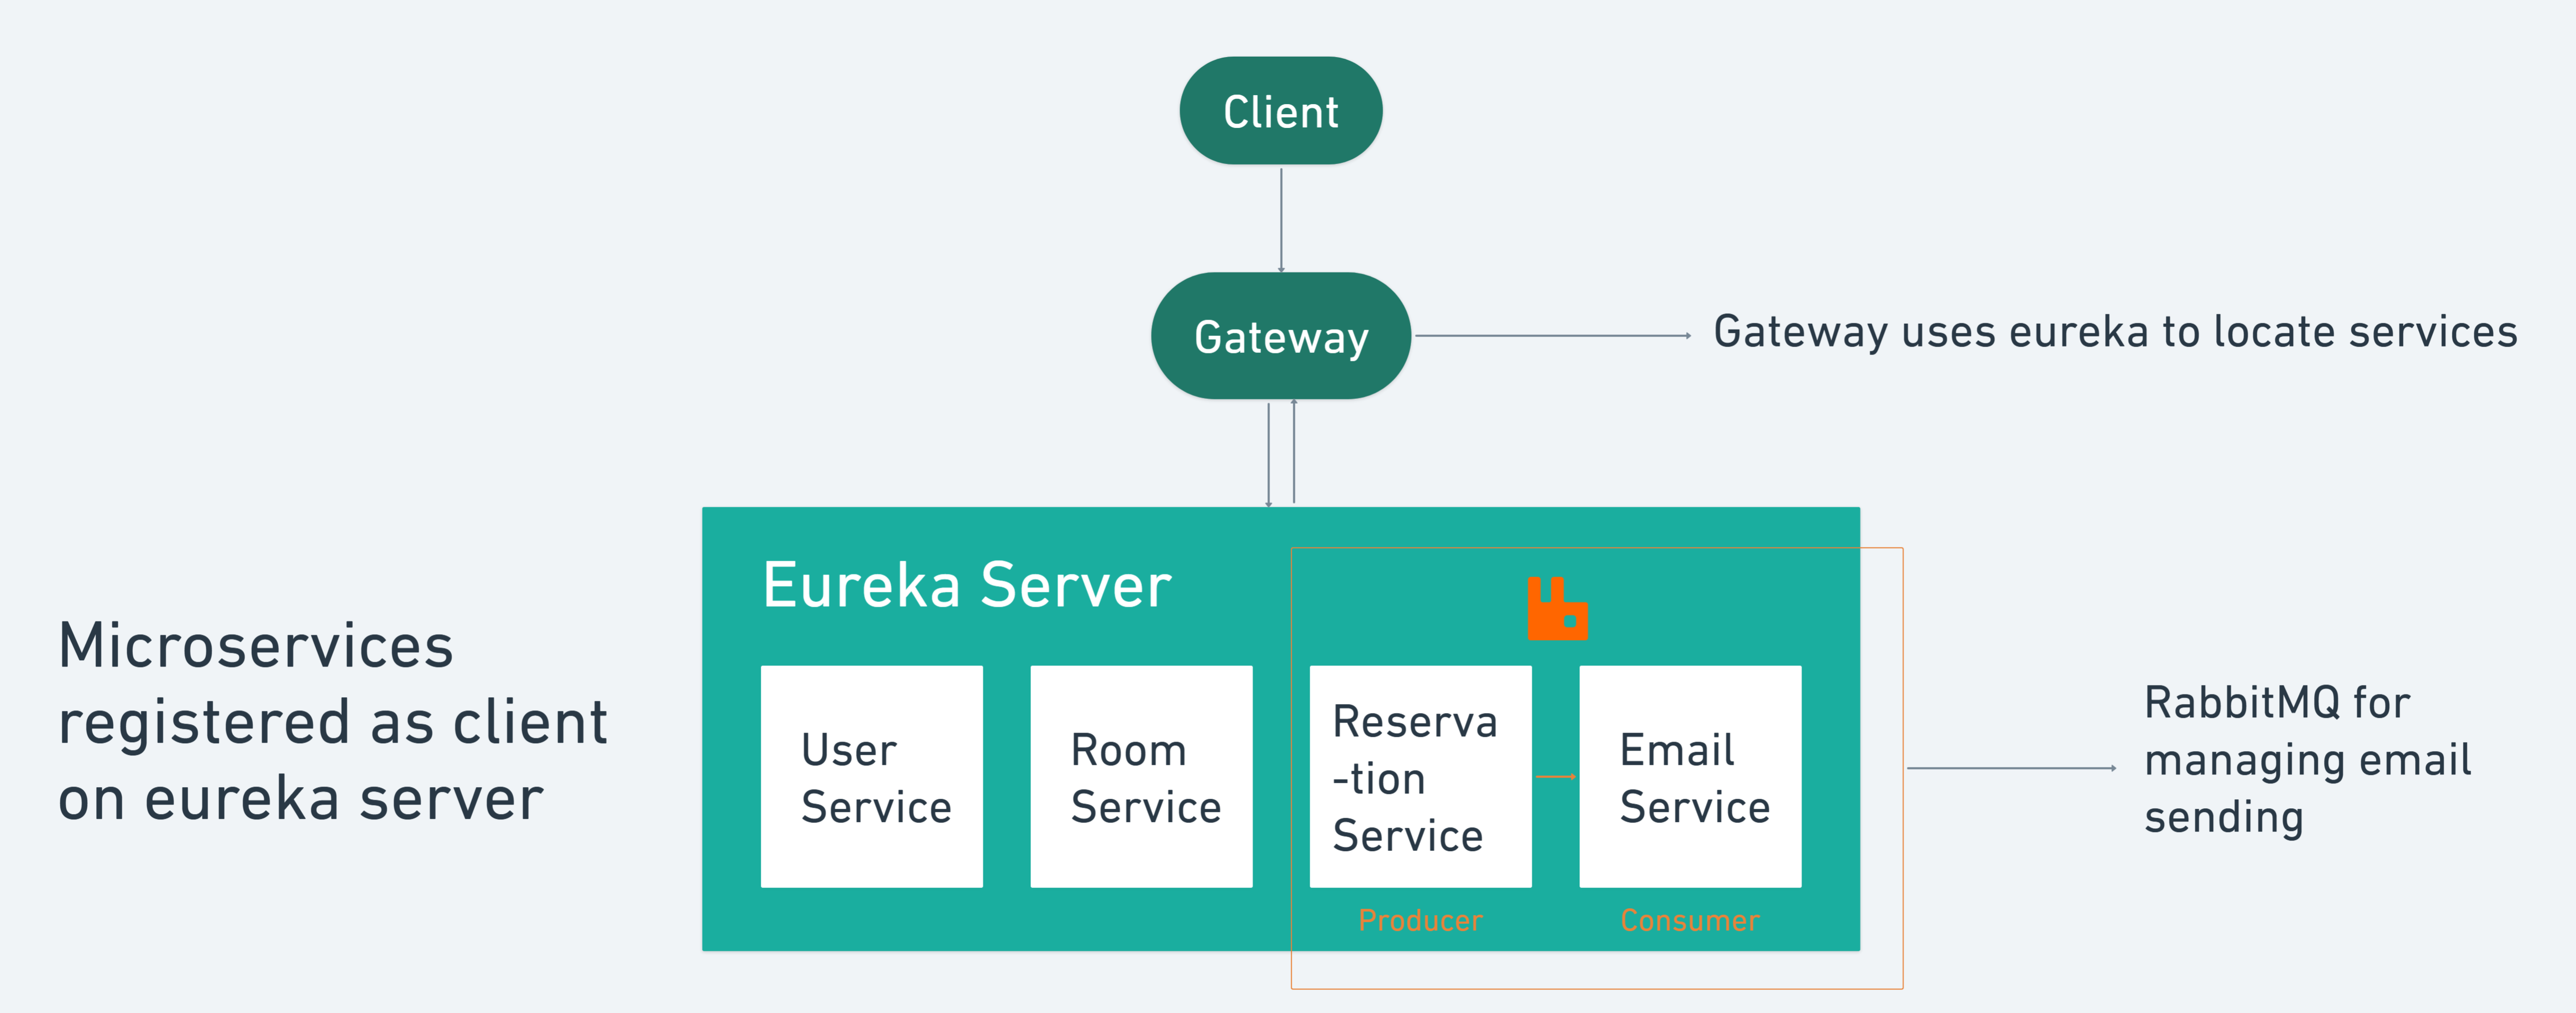 Client
Gateway
Gateway uses eureka to locate services
Eureka Server
Microservices
registered as client
on eureka server
User
Service
Room
Service
Reserva
-tion
Service
Email
Service
Producer
Consumer
RabbitMQ for
managing email
sending